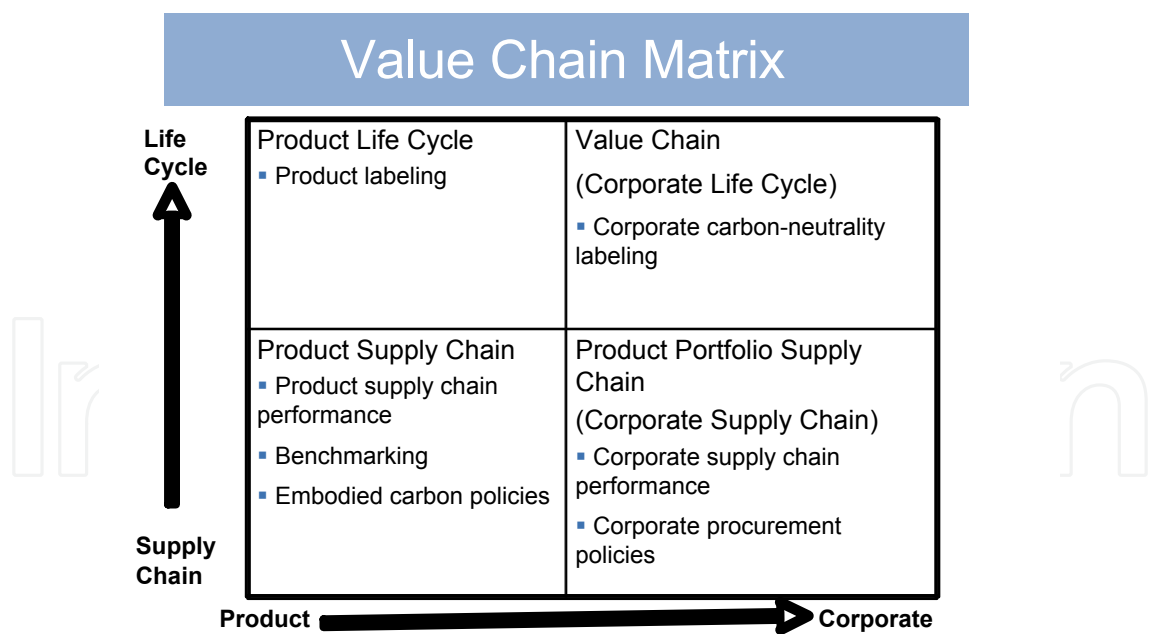 Value Chain Matrix
Life
Cycle
Product Life Cycle
▪ Product labeling
Value Chain
(Corporate Life Cycle)
▪ Corporate carbon-neutrality
labeling
Product Supply Chain
▪ Product supply chain
performance
▪ Benchmarking
▪ Embodied carbon policies
Product Portfolio Supply
Chain
(Corporate Supply Chain)
▪ Corporate supply chain
performance
▪ Corporate procurement
policies
Supply
Chain
Product
Corporate